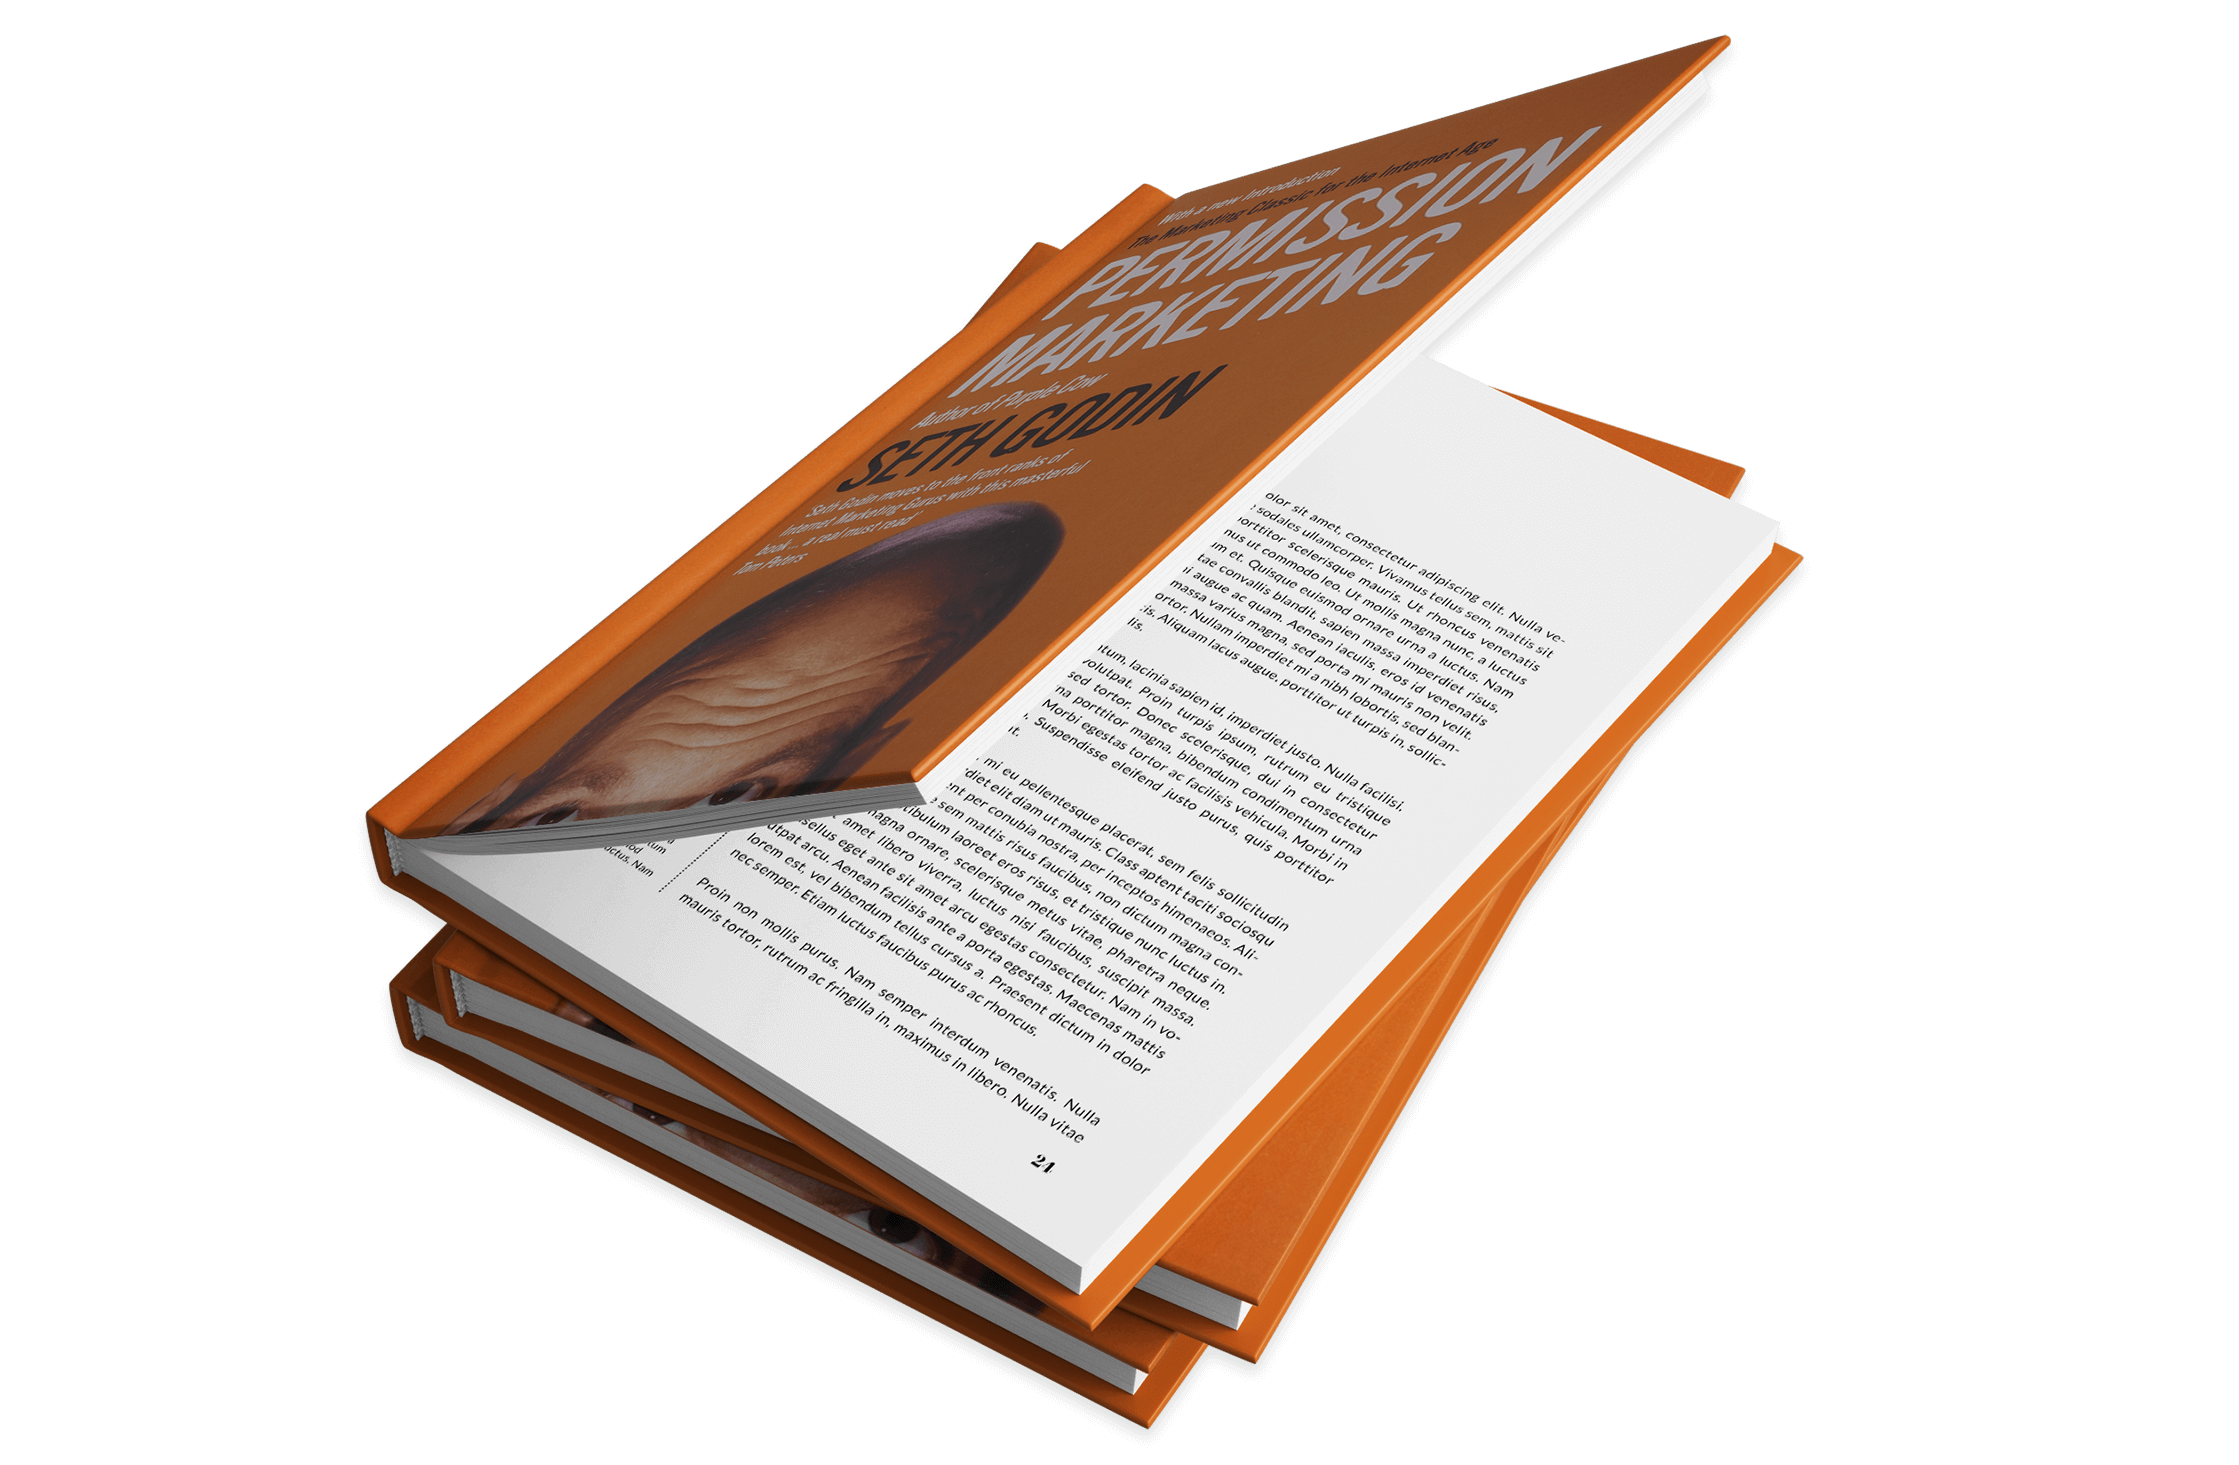 With a new Introduction
The Marketing Classic for the Internet Age
PERMISSION
MARKETING
Author of Purple Cow
SETH GODIN
'Seth Godin moves to the front ranks of
Internet Marketing Gurus with this masterful
book... a real must read'
Tom Peters
olor sit amet, consectetur adipiscing elit. Nulla ve-
sodales ullamcorper. Vivamus tellus sem, mattis sit
orttitor scelerisque mauris. Ut rhoncus venenatis
nus ut commodo leo. Ut mollis magna nunc, a luctus
um et. Quisque euismod ornare urna a luctus. Nam
tae convallis blandit, sapien massa imperdiet risus,
augue ac quam. Aenean iaculis, eros id venenatis
massa varius magna, sed porta mi mauris non velit.
ortor. Nullam imperdiet mi a nibh lobortis, sed blan-
is. Aliquam lacus augue, porttitor ut turpis in, sollic-
lis.
tum, lacinia sapien id, imperdiet justo. Nulla facilisi.
volutpat. Proin turpis ipsum, rutrum eu tristique
sed tortor. Donec scelerisque, dui in consectetur
na porttitor magna, bibendum condimentum urna
Morbi egestas tortor ac facilisis vehicula. Morbi in
Suspendisse eleifend justo purus, quis porttitor
mi eu pellentesque placerat, sem felis sollicitudin
diet elit diam ut mauris. Class aptent taciti sociosqu
ent per conubia nostra, per inceptos himenaeos. Ali-
sem mattis risus faucibus, non dictum magna con-
tibulum laoreet eros risus, et tristique nunc luctus in.
magna ornare, scelerisque metus vitae, pharetra neque.
amet libero viverra, luctus nisi faucibus, suscipit massa.
sellus eget ante sit amet arcu egestas consectetur. Nam in vo-
utpat arcu. Aenean facilisis ante a porta egestas. Maecenas mattis
lorem est, vel bibendum tellus cursus a. Praesent dictum in dolor
nec semper. Etiam luctus faucibus purus ac rhoncus.
Proin non mollis purus. Nam semper interdum venenatis. Nulla
mauris tortor, rutrum ac fringilla in, maximus in libero. Nulla vitae
octus. Nam
24